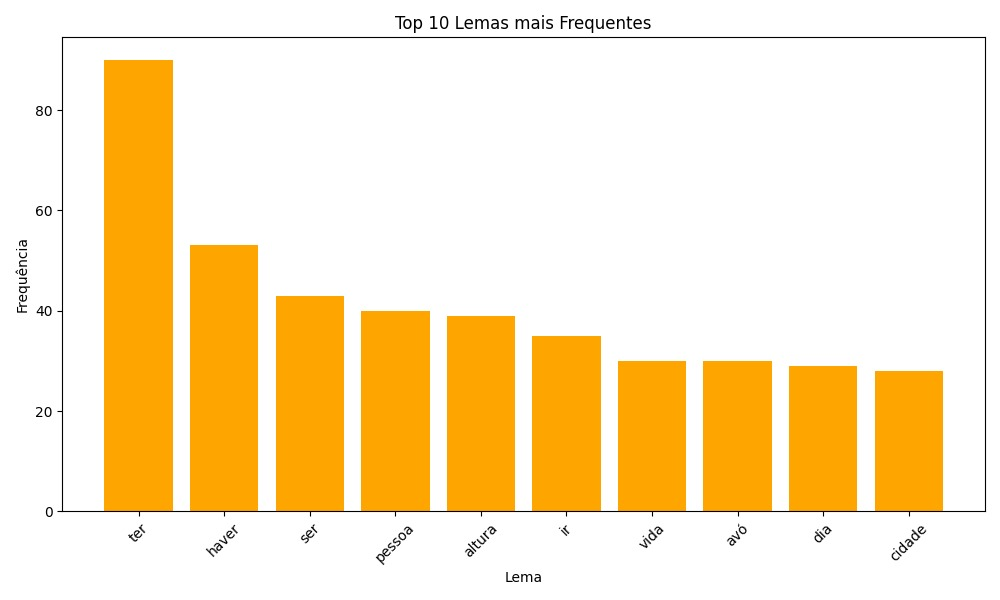 Top 10 Lemas mais Frequentes
Frequência
80
60
40
20
0
ter
haver
ser
pessoa
altura
ir
vida
avó
dia
cidade
Lema